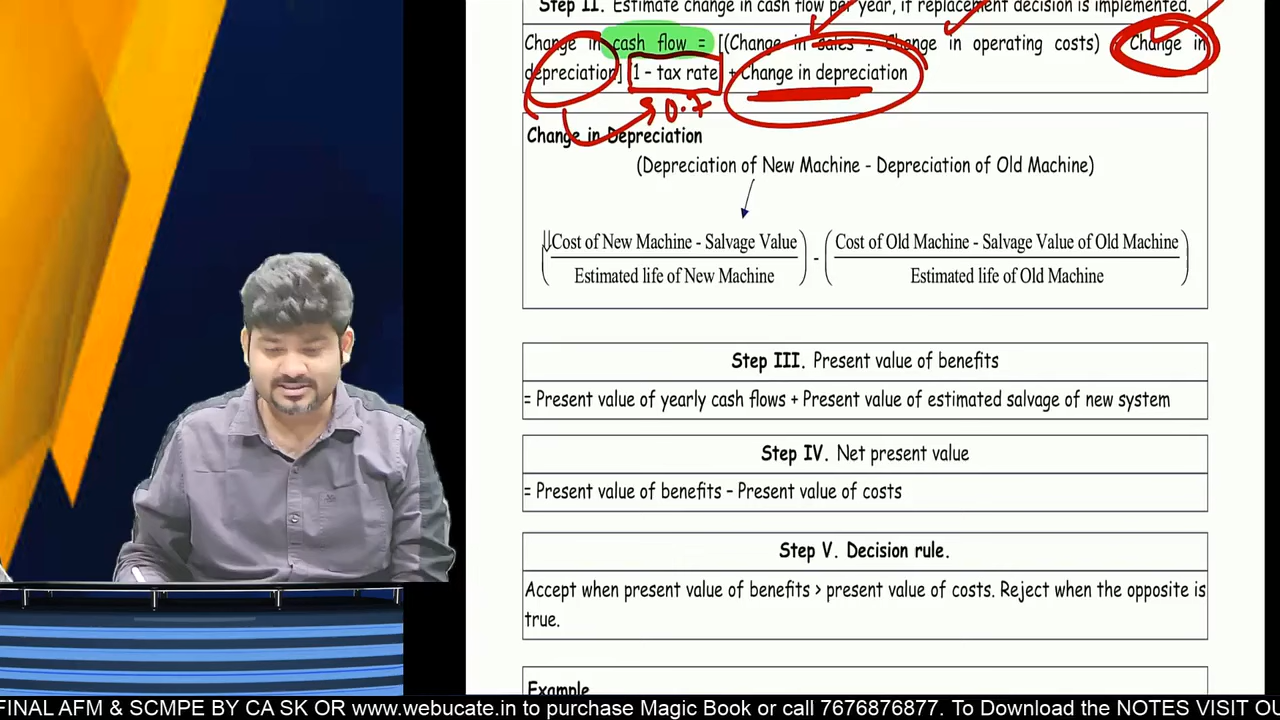 Step II. Estimate change in cash flow per year, if replacement decision is implemented.
Change in cash flow = [(Change in sales ± Change in operating costs) Change in
depreciation] [1 – tax rate] + Change in depreciation
0.7
Change in Depreciation
(Depreciation of New Machine - Depreciation of Old Machine)
(Cost of New Machine - Salvage Value / Estimated life of New Machine) - (Cost of Old Machine - Salvage Value of Old Machine / Estimated life of Old Machine)
Step III. Present value of benefits
= Present value of yearly cash flows + Present value of estimated salvage of new system
Step IV. Net present value
= Present value of benefits – Present value of costs
Step V. Decision rule.
Accept when present value of benefits > present value of costs. Reject when the opposite is
true.
Example
FINAL AFM & SCMPE BY CA SK OR www.webucate.in to purchase Magic Book or call 7676876877. To Download the NOTES VISIT OU